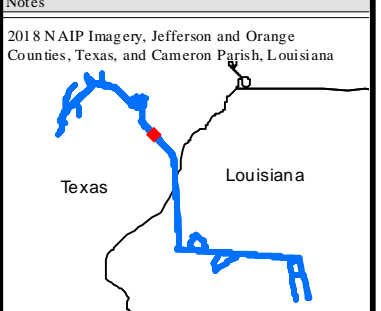 Notes
2018 NAIP Imagery, Jefferson and Orange
Counties, Texas, and Cameron Parish, Louisiana
Louisiana
Texas